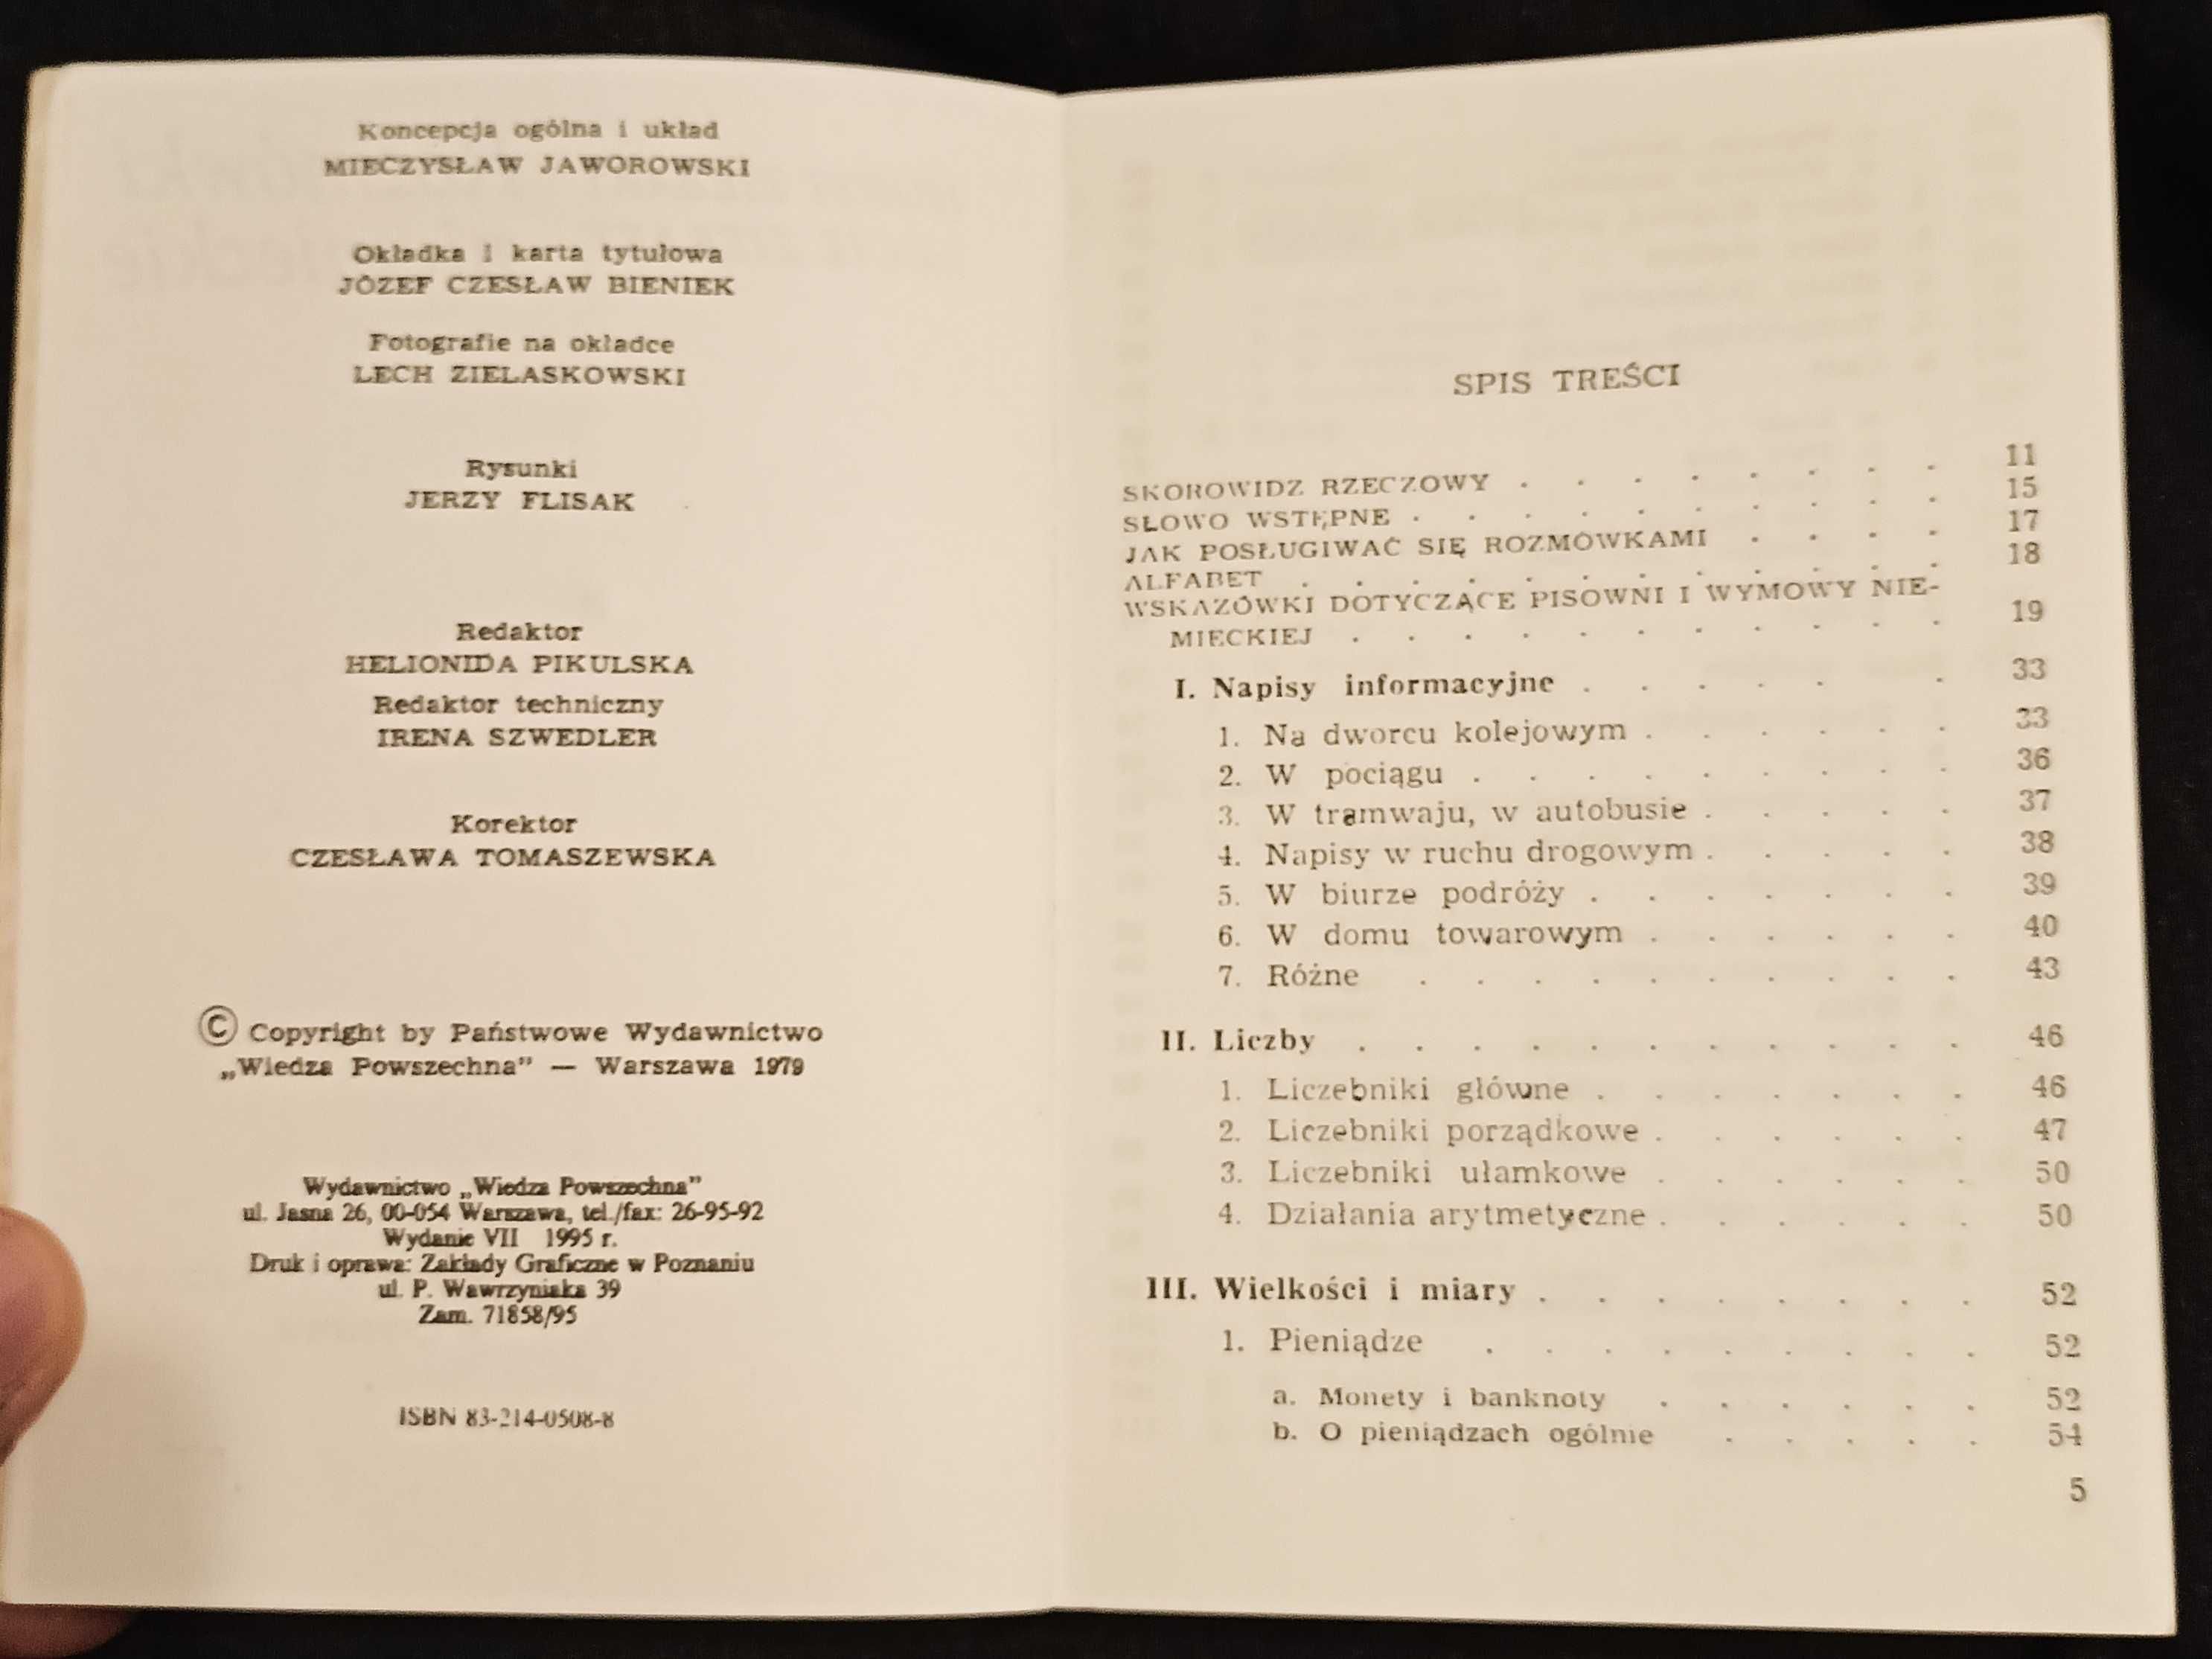 Koncepcja ogólna i układ
MIECZYSŁAW JAWOROWSKI
Okładka i karta tytułowa
JÓZEF CZESŁAW BIENIEK
Fotografie na okładce
LECH ZIELASKOWSKI
Rysunki
JERZY FLISAK
Redaktor
HELIONIDA PIKULSKA
Redaktor techniczny
IRENA SZWEDLER
Korektor
CZESŁAWA TOMASZEWSKA
© Copyright by Państwowe Wydawnictwo
„Wiedza Powszechna” — Warszawa 1979
Wydawnictwo „Wiedza Powszechna”
ul. Jasna 26, 00-054 Warszawa, tel./fax: 26-95-92
Wydanie VII 1995 r.
Druk i oprawa: Zakłady Graficzne w Poznaniu
ul. P. Wawrzyniaka 39
Zam. 71858/95
ISBN 83-214-0508-8
SPIS TREŚCI
SKOROWIDZ RZECZOWY . . . . . . . . 11
SŁOWO WSTĘPNE . . . . . . . . . . 15
JAK POSŁUGIWAĆ SIĘ ROZMÓWKAMI . . . . 17
ALFABET . . . . . . . . . . . . 18
WSKAZÓWKI DOTYCZĄCE PISOWNI I WYMOWY NIE-
MIECKIEJ . . . . . . . . . . . 19
I. Napisy informacyjne . . . . . . 33
1. Na dworcu kolejowym . . . . . . 33
2. W pociągu . . . . . . . . . 36
3. W tramwaju, w autobusie . . . . . 37
4. Napisy w ruchu drogowym . . . . . 38
5. W biurze podróży . . . . . . . 39
6. W domu towarowym . . . . . . 40
7. Różne . . . . . . . . . . 43
II. Liczby . . . . . . . . . . . 46
1. Liczebniki główne . . . . . . . 46
2. Liczebniki porządkowe . . . . . . 47
3. Liczebniki ułamkowe . . . . . . 50
4. Działania arytmetyczne . . . . . . 50
III. Wielkości i miary . . . . . . . . 52
1. Pieniądze . . . . . . . . . 52
a. Monety i banknoty . . . . . . 52
b. O pieniądzach ogólnie . . . . . 54
5